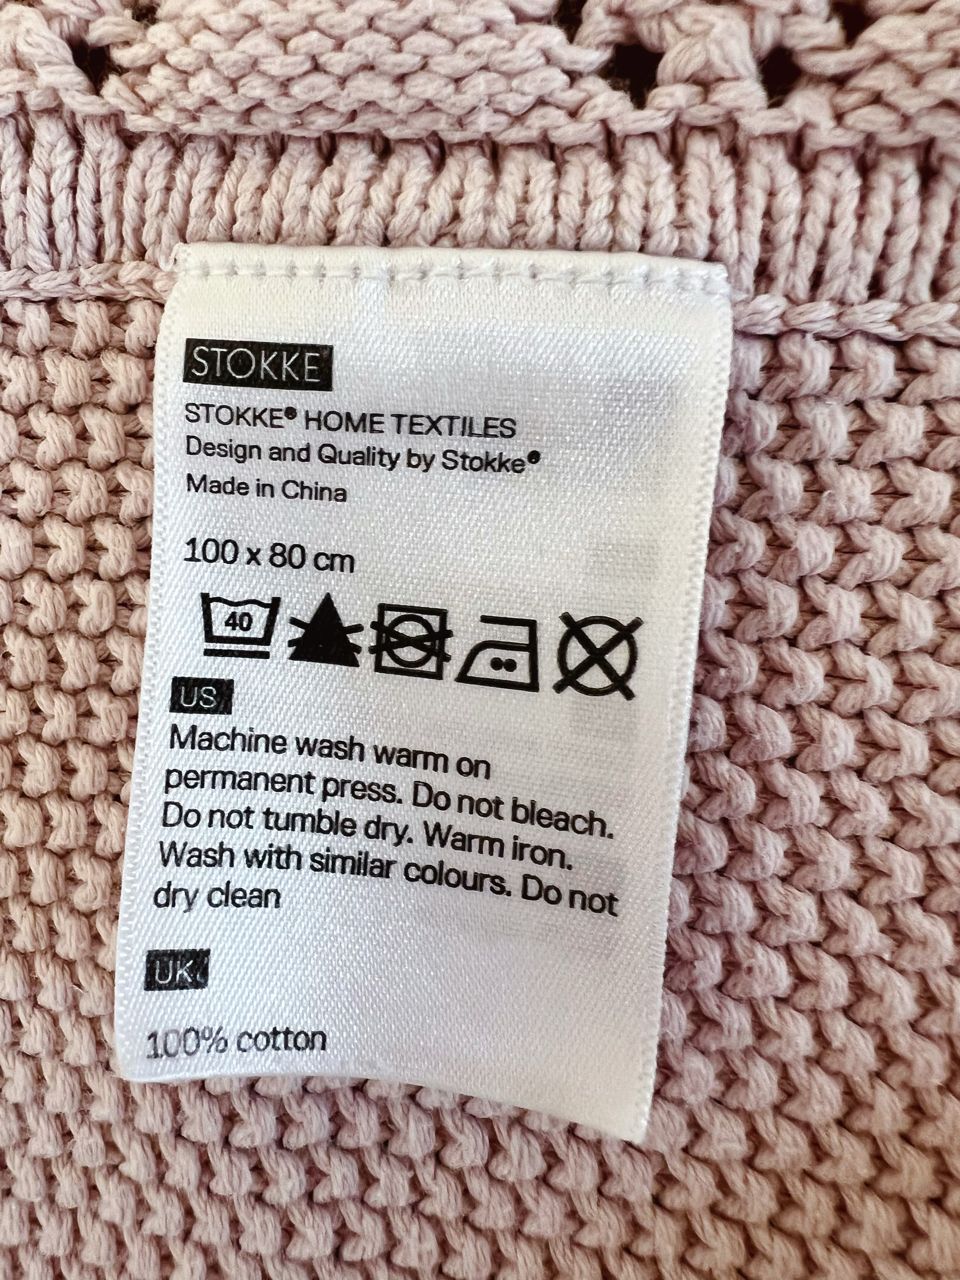 STOKKE
STOKKE® HOME TEXTILES
Design and Quality by Stokke®
Made in China
100 x 80 cm
40
US
Machine wash warm on
permanent press. Do not bleach.
Do not tumble dry. Warm iron.
Wash with similar colours. Do not
dry clean
UK
100% cotton